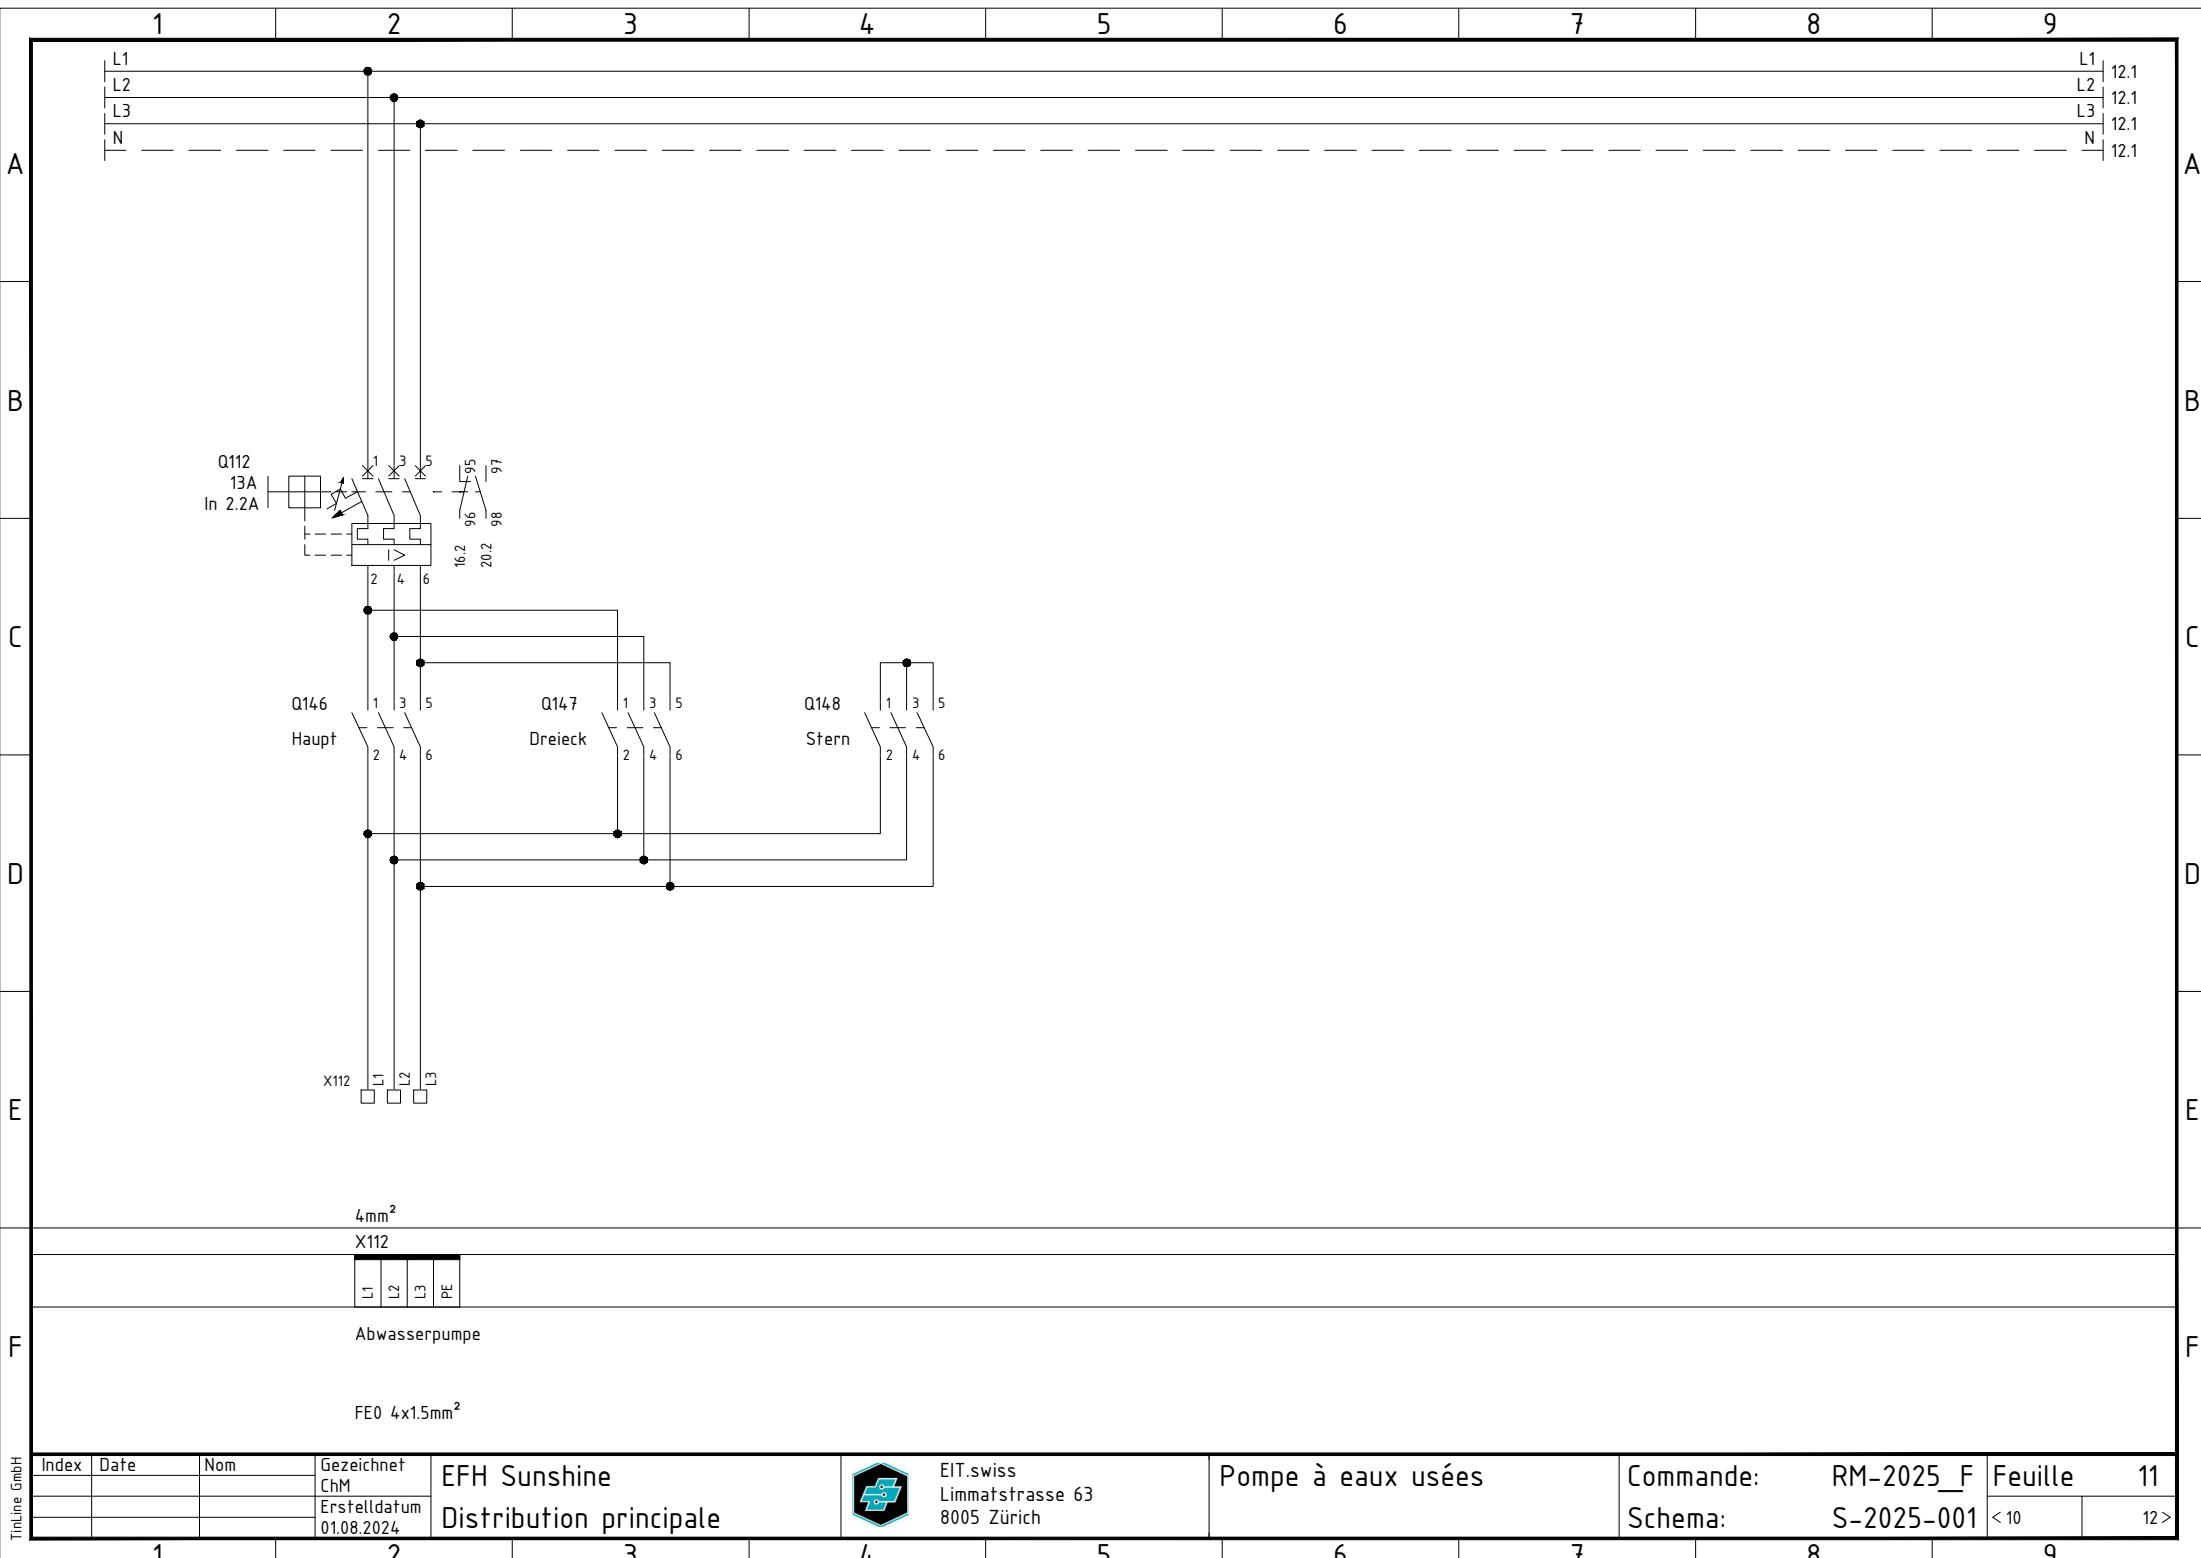 1 2 3 4 5 6 7 8 9
L1 L1 12.1
L2 L2 12.1
L3 L3 12.1
N N 12.1
A A
B B
Q112 1 3 5 95 97
13A
In 2.2A
96 98
I>
16.2 20.2
2 4 6
C C
Q146 1 3 5 Q147 1 3 5 Q148 1 3 5
Haupt Dreieck Stern
2 4 6 2 4 6 2 4 6
D D
X112 L1 L2 L3
E E
4mm²
X112
L1 L2 L3 PE
Abwasserpumpe
F F
FE0 4x1.5mm²
TinLine GmbH
Index Date Nom Gezeichnet
ChM
Erstelldatum
01.08.2024
EFH Sunshine
Distribution principale
EIT.swiss
Limmatstrasse 63
8005 Zürich
Pompe à eaux usées
Commande: RM-2025_F
Schema: S-2025-001
Feuille 11
< 10 12 >
1 2 3 4 5 6 7 8 9